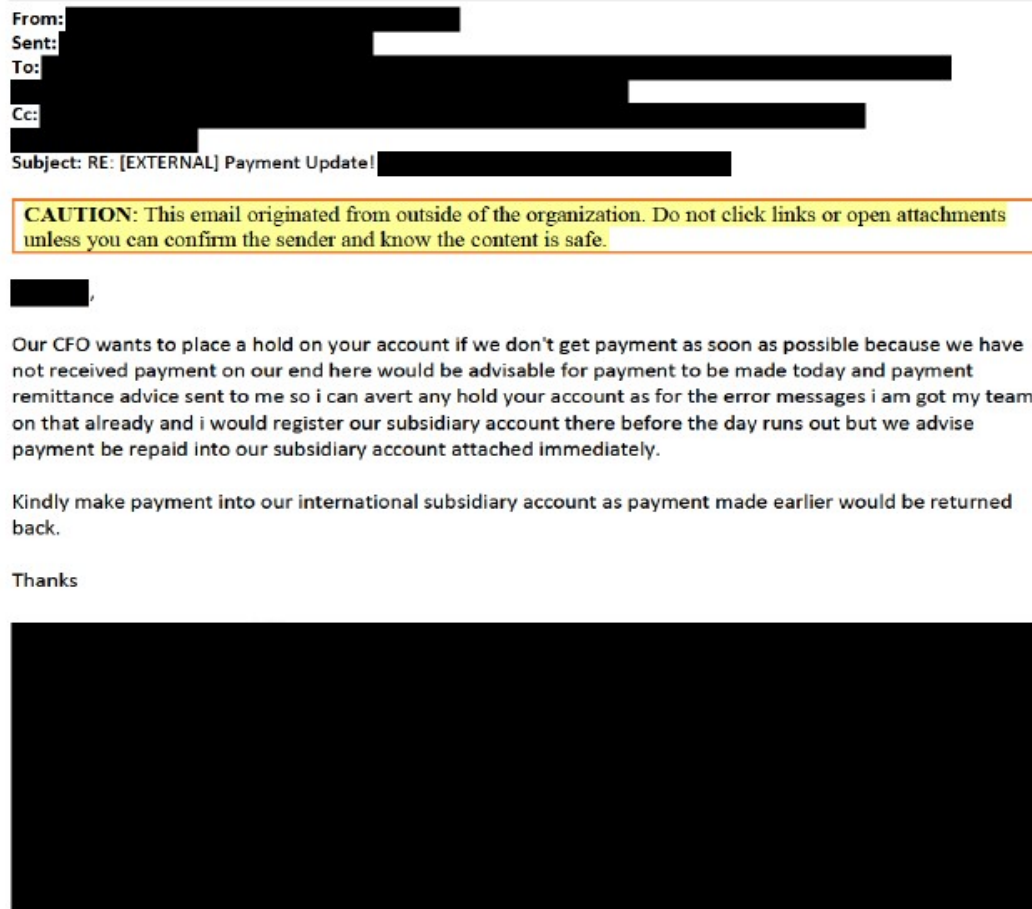 From:
Sent:
To:
Cc:
Subject: RE: [EXTERNAL] Payment Update!
CAUTION: This email originated from outside of the organization. Do not click links or open attachments
unless you can confirm the sender and know the content is safe.
,
Our CFO wants to place a hold on your account if we don't get payment as soon as possible because we have
not received payment on our end here would be advisable for payment to be made today and payment
remittance advice sent to me so i can avert any hold your account as for the error messages i am got my team
on that already and i would register our subsidiary account there before the day runs out but we advise
payment be repaid into our subsidiary account attached immediately.
Kindly make payment into our international subsidiary account as payment made earlier would be returned
back.
Thanks